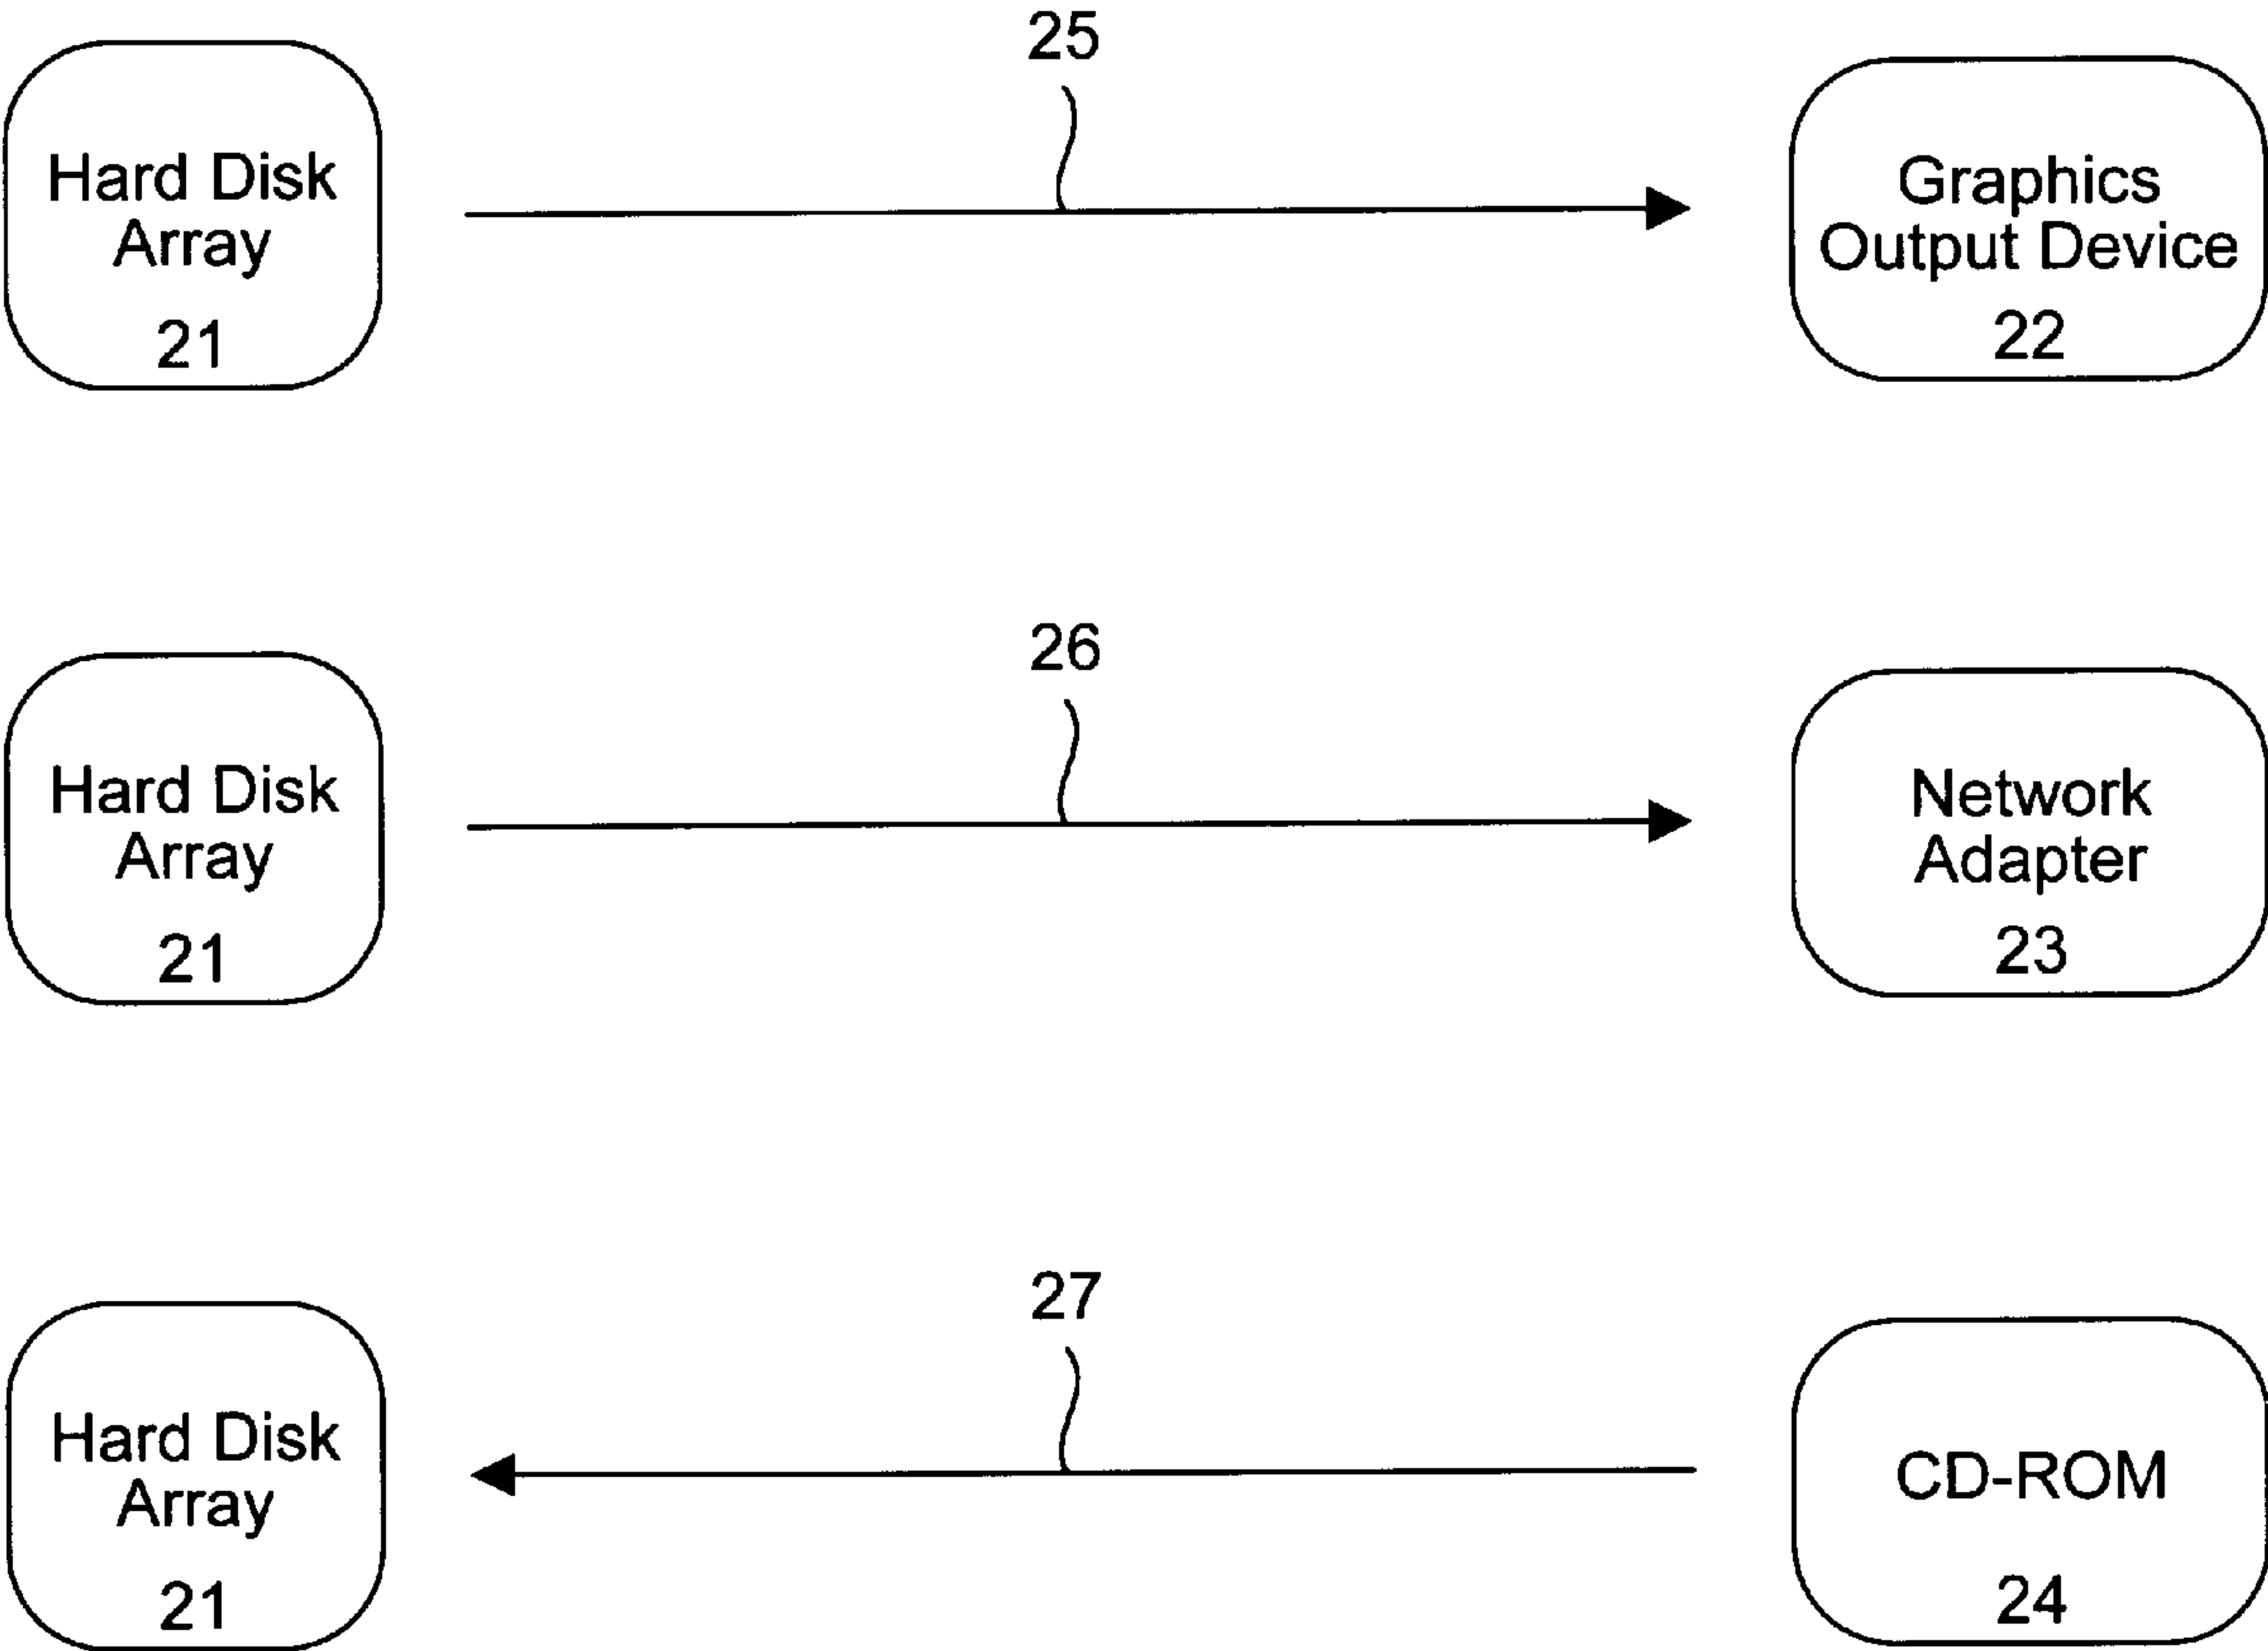 25
Hard Disk
Array
21
Graphics
Output Device
22
26
Hard Disk
Array
21
Network
Adapter
23
27
Hard Disk
Array
21
CD-ROM
24